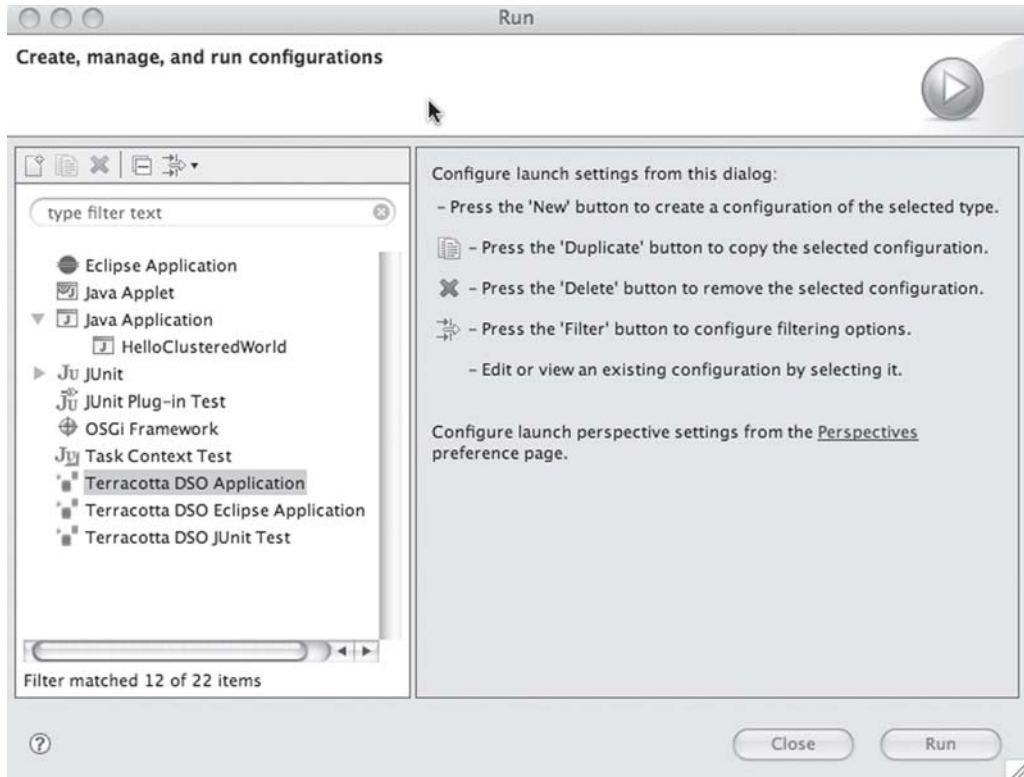 Run
Create, manage, and run configurations
type filter text
Eclipse Application
Java Applet
Java Application
HelloClusteredWorld
JUnit
JUnit Plug-in Test
OSGi Framework
Task Context Test
Terracotta DSO Application
Terracotta DSO Eclipse Application
Terracotta DSO JUnit Test
Filter matched 12 of 22 items
Configure launch settings from this dialog:
– Press the 'New' button to create a configuration of the selected type.
– Press the 'Duplicate' button to copy the selected configuration.
– Press the 'Delete' button to remove the selected configuration.
– Press the 'Filter' button to configure filtering options.
– Edit or view an existing configuration by selecting it.
Configure launch perspective settings from the Perspectives
preference page.
?
Close
Run